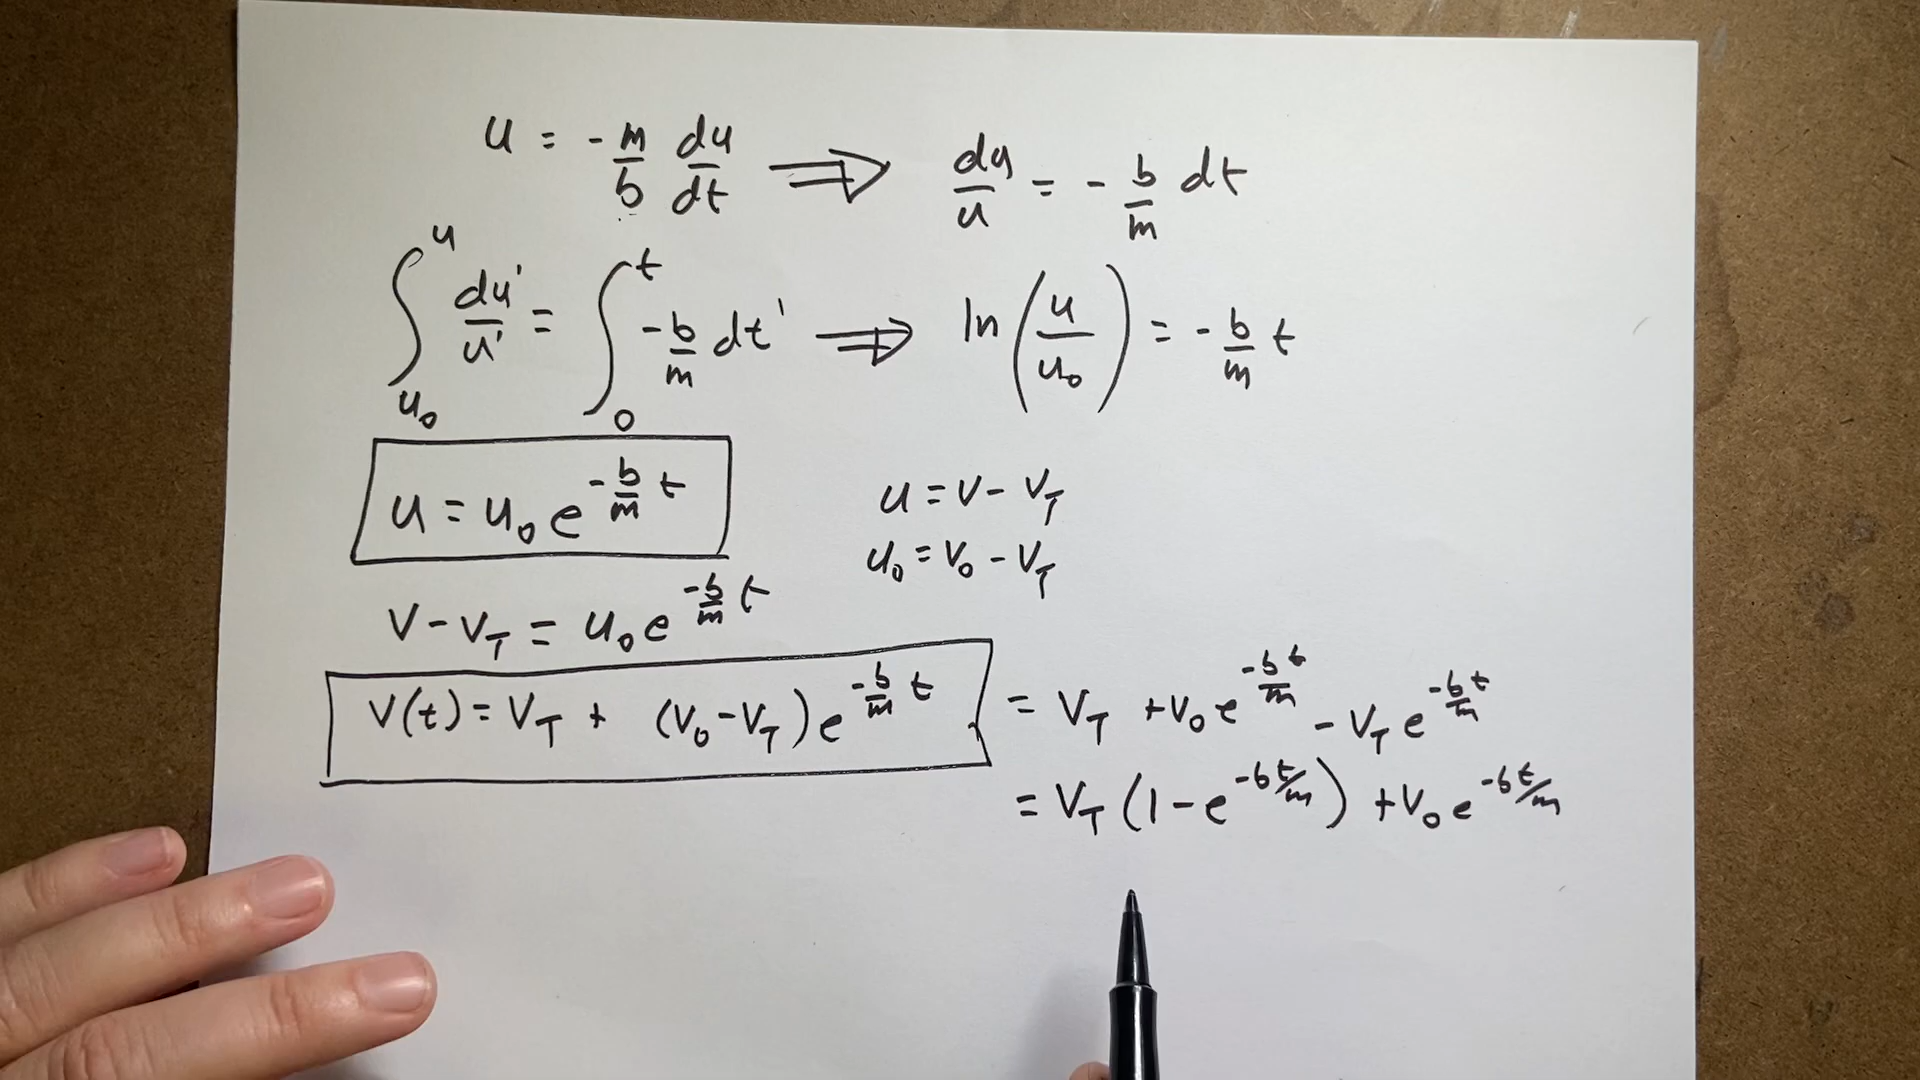 u = - m/b du/dt ⟹ du/u = - b/m dt
∫_{u₀}^{u} du'/u' = ∫_0^t -b/m dt' ⟹ ln(u/u₀) = - b/m t
u = u₀ e^{-b/m t}
u = v - v_T
u₀ = v₀ - v_T
v - v_T = u₀ e^{-b/m t}
v(t) = v_T + (v₀ - v_T) e^{-b/m t} = v_T + v₀ e^{-bt/m} - v_T e^{-bt/m}
= v_T (1 - e^{-bt/m}) + v₀ e^{-bt/m}